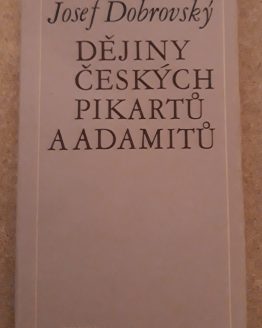 Josef Dobrovský
DĚJINY
ČESKÝCH
PIKARTŮ
A ADAMITŮ